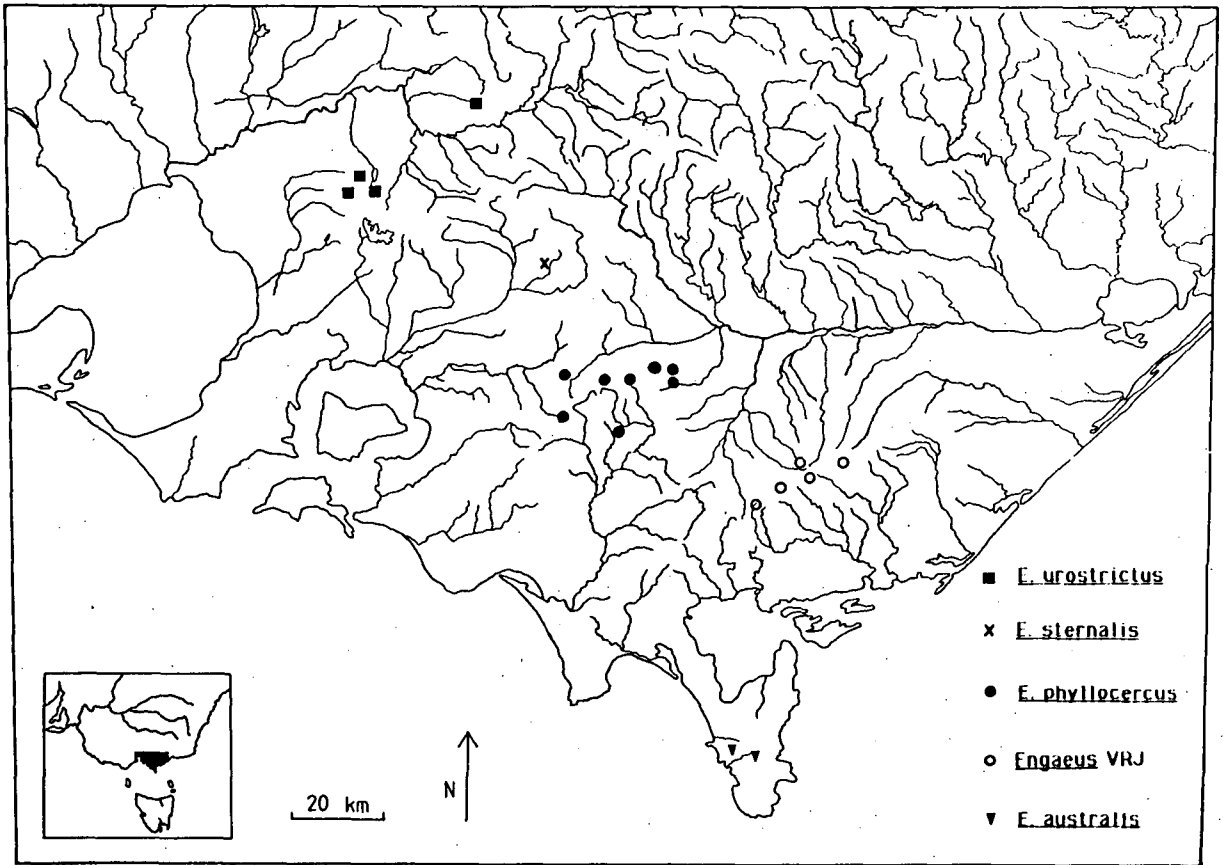 E. urostrictus
E. sternalis
E. phyllocercus
Engaeus VRJ
E. australis
N
20 km